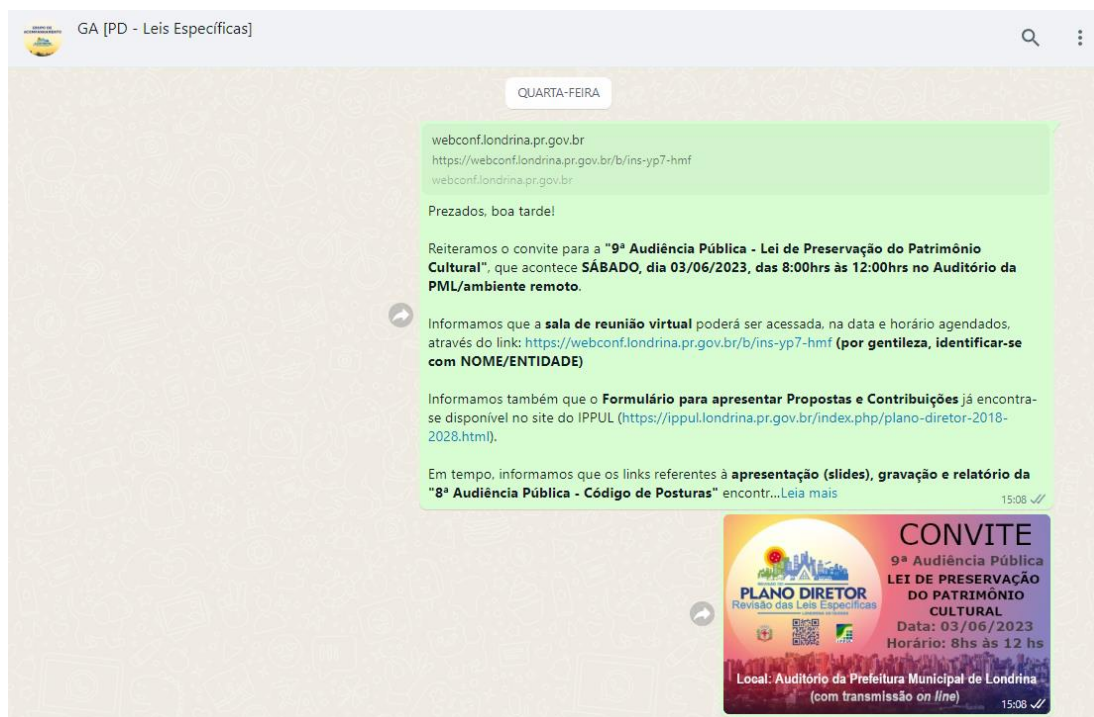 GA [PD - Leis Específicas]
QUARTA-FEIRA
webconf.londrina.pr.gov.br
https://webconf.londrina.pr.gov.br/b/ins-yp7-hmf
webconf.londrina.pr.gov.br
Prezados, boa tarde!
Reiteramos o convite para a "9ª Audiência Pública - Lei de Preservação do Patrimônio
Cultural", que acontece SÁBADO, dia 03/06/2023, das 8:00hrs às 12:00hrs no Auditório da
PML/ambiente remoto.
Informamos que a sala de reunião virtual poderá ser acessada, na data e horário agendados,
através do link: https://webconf.londrina.pr.gov.br/b/ins-yp7-hmf (por gentileza, identificar-se
com NOME/ENTIDADE)
Informamos também que o Formulário para apresentar Propostas e Contribuições já encontra-
se disponível no site do IPPUL (https://ippul.londrina.pr.gov.br/index.php/plano-diretor-2018-
2028.html).
Em tempo, informamos que os links referentes à apresentação (slides), gravação e relatório da
"8ª Audiência Pública - Código de Posturas" encontr...Leia mais
15:08
CONVITE
9ª Audiência Pública
LEI DE PRESERVAÇÃO
DO PATRIMÔNIO
CULTURAL
Data: 03/06/2023
Horário: 8hs às 12 hs
PLANO DIRETOR
Revisão das Leis Específicas
Local: Auditório da Prefeitura Municipal de Londrina
(com transmissão on line)
15:08